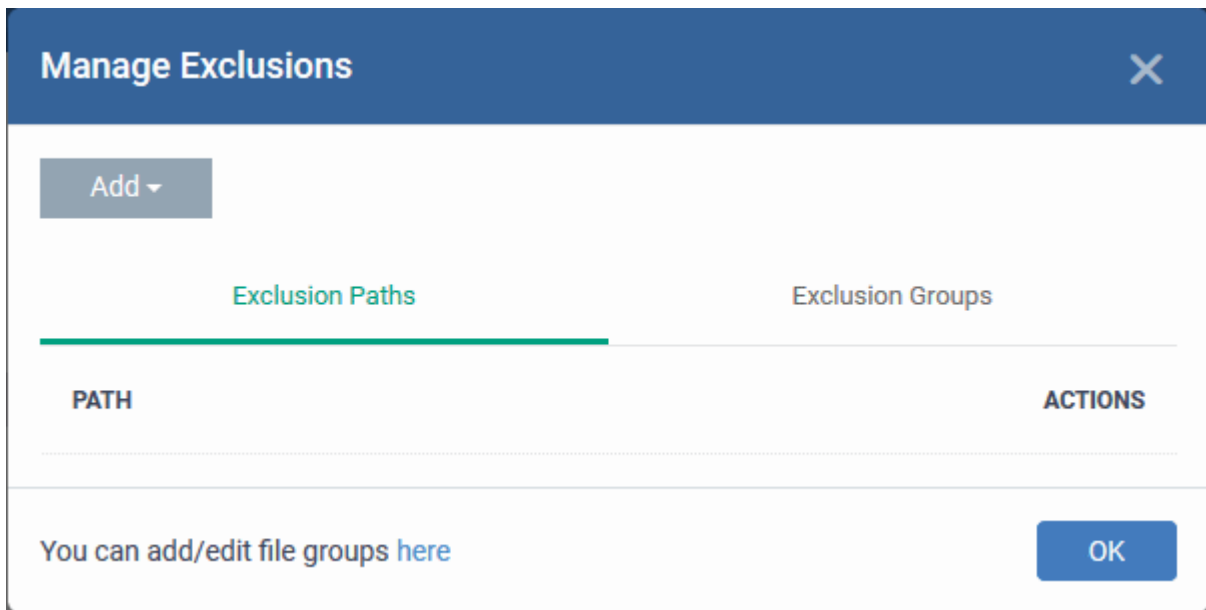 Manage Exclusions
Add
Exclusion Paths Exclusion Groups
PATH ACTIONS
You can add/edit file groups here OK